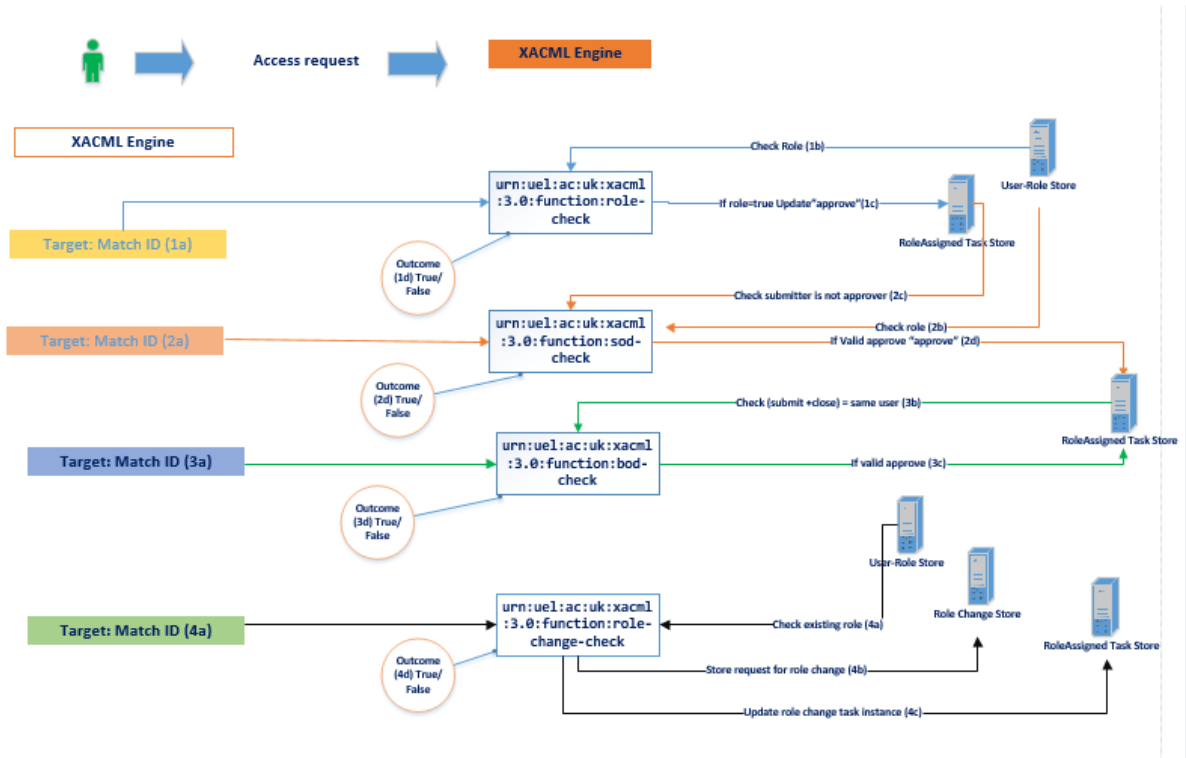 Access request
XACML Engine
XACML Engine
Check Role (1b)
User-Role Store
urn:uel:ac:uk:xacml
:3.0:function:role-
check
If role=true Update"approve"(1c)
RoleAssigned Task Store
Target: Match ID (1a)
Outcome
(1d) True/
False
Check submitter is not approver (2c)
urn:uel:ac:uk:xacml
:3.0:function:sod-
check
Check role (2b)
If Valid approve "approve" (2d)
Target: Match ID (2a)
Outcome
(2d) True/
False
Check (submit +close) = same user (3b)
RoleAssigned Task Store
urn:uel:ac:uk:xacml
:3.0:function:bod-
check
If valid approve (3c)
Target: Match ID (3a)
Outcome
(3d) True/
False
User-Role Store
Role Change Store
RoleAssigned Task Store
urn:uel:ac:uk:xacml
:3.0:function:role-
change-check
Check existing role (4a)
Target: Match ID (4a)
Outcome
(4d) True/
False
Store request for role change (4b)
Update role change task instance (4c)